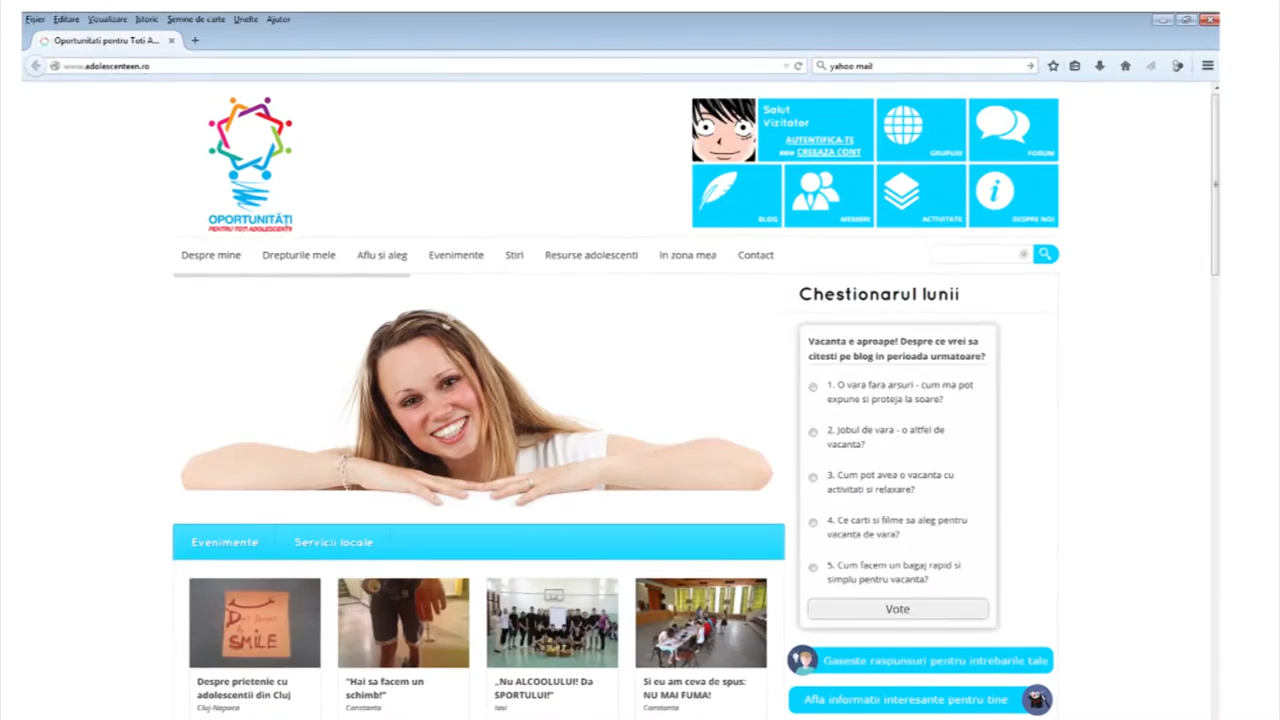 Fișier Editare Vizualizare Istoric Semne de carte Unelte Ajutor
Oportunitati pentru Toti A...
www.adolescenteen.ro
yahoo mail
Salut
Vizitator
AUTENTIFICA-TE
sau CREEAZA CONT
GRUPURI
FORUM
BLOG
MEMBRI
ACTIVITATE
DESPRE NOI
OPORTUNITĂȚI
PENTRU TOȚI ADOLESCENȚII
Despre mine Drepturile mele Aflu si aleg Evenimente Stiri Resurse adolescenti In zona mea Contact
Chestionarul lunii
Vacanta e aproape! Despre ce vrei sa
citesti pe blog in perioada urmatoare?
1. O vara fara arsuri - cum ma pot
expune si proteja la soare?
2. Jobul de vara - o altfel de
vacanta?
3. Cum pot avea o vacanta cu
activitati si relaxare?
4. Ce carti si filme sa aleg pentru
vacanta de vara?
5. Cum facem un bagaj rapid si
simplu pentru vacanta?
Vote
Gaseste raspunsuri pentru intrebarile tale
Afla informatii interesante pentru tine
Evenimente Servicii locale
SMILE
Despre prietenie cu
adolescentii din Cluj
Cluj-Napoca
"Hai sa facem un
schimb!"
Constanta
„Nu ALCOOLULUI! Da
SPORTULUI!"
Iasi
Si eu am ceva de spus:
NU MAI FUMA!
Constanta